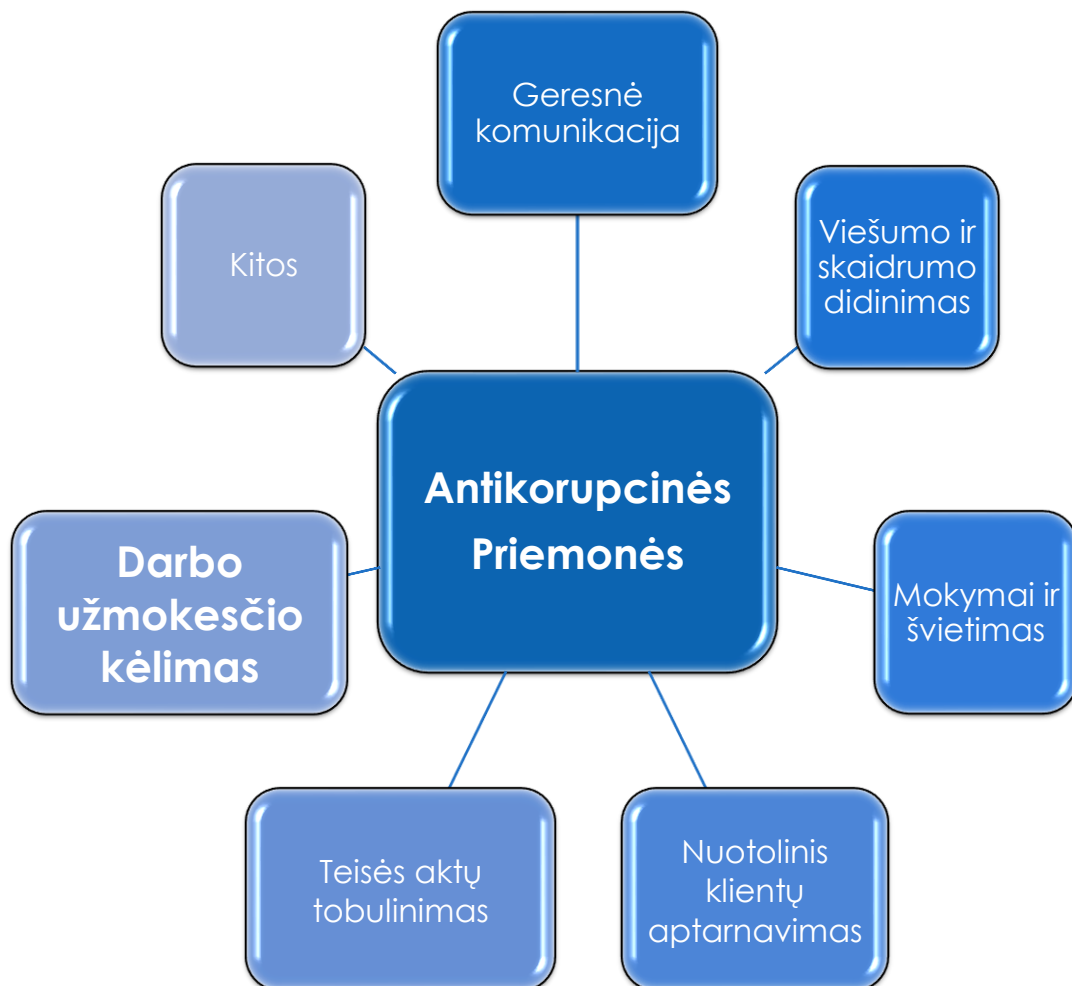 Geresnė
komunikacija
Kitos
Viešumo ir
skaidrumo
didinimas
Antikorupcinės
Priemonės
Darbo
užmokesčio
kėlimas
Mokymai ir
švietimas
Teisės aktų
tobulinimas
Nuotolinis
klientų
aptarnavimas